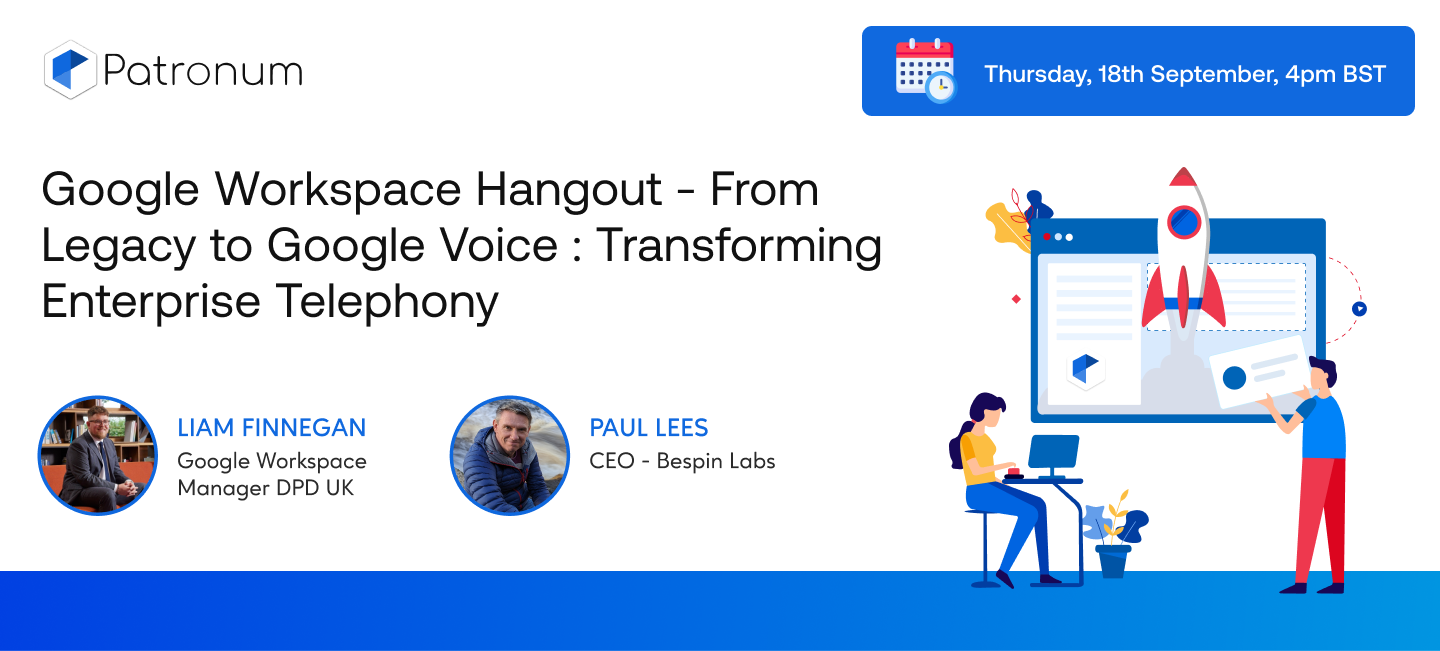 Patronum
Thursday, 18th September, 4pm BST
Google Workspace Hangout - From
Legacy to Google Voice : Transforming
Enterprise Telephony
LIAM FINNEGAN
Google Workspace
Manager DPD UK
PAUL LEES
CEO - Bespin Labs